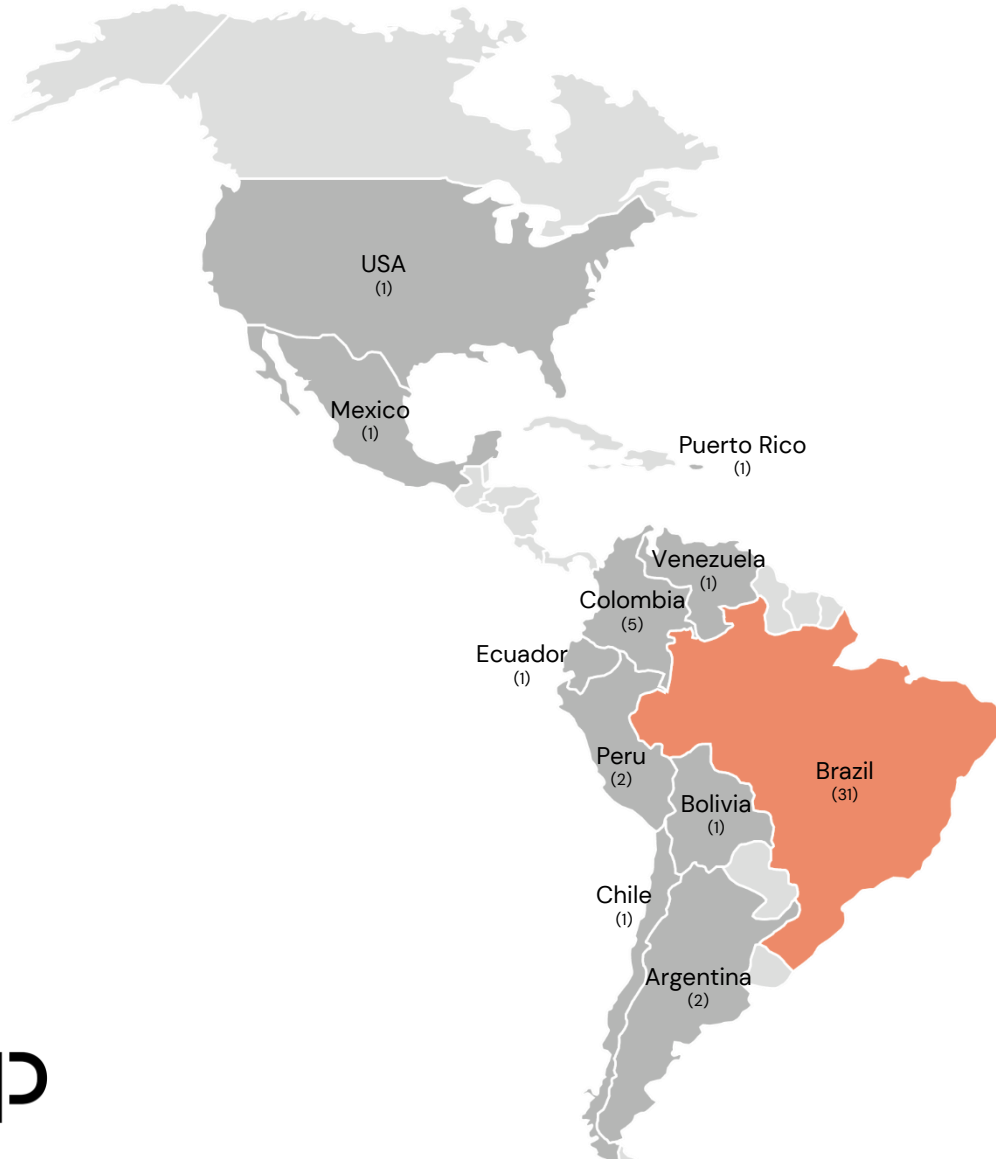 USA
(1)
Mexico
(1)
Puerto Rico
(1)
Venezuela
(1)
Colombia
(5)
Ecuador
(1)
Peru
(2)
Brazil
(31)
Bolivia
(1)
Chile
(1)
Argentina
(2)